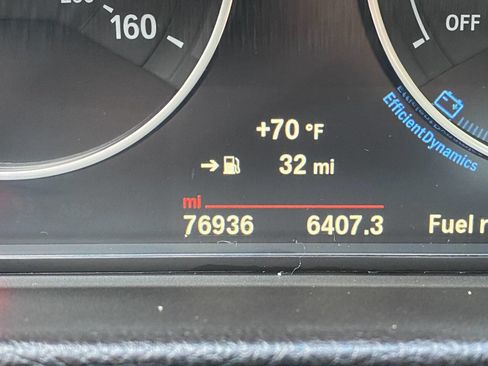 160
OFF
EfficientDynamics
+70 °F
32 mi
mi
76936 6407.3 Fuel r